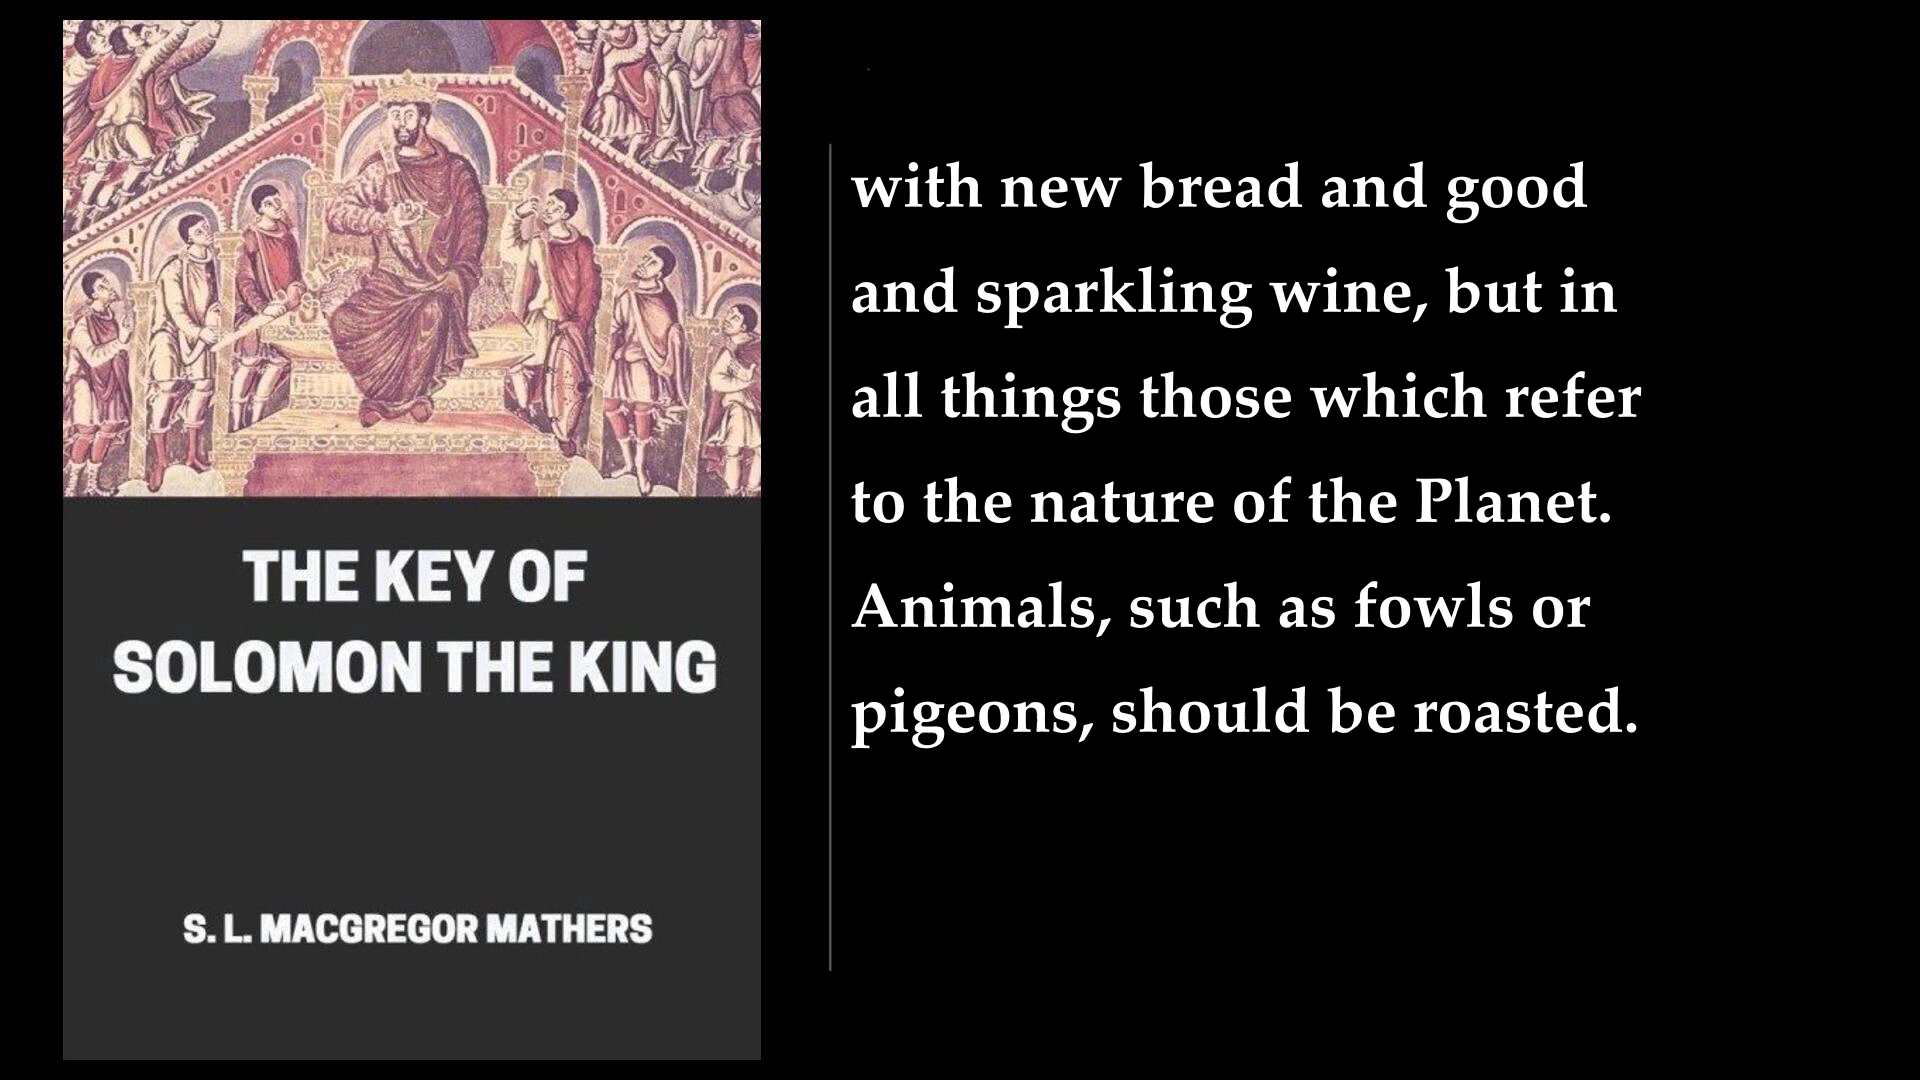 THE KEY OF
SOLOMON THE KING
S. L. MACGREGOR MATHERS
with new bread and good
and sparkling wine, but in
all things those which refer
to the nature of the Planet.
Animals, such as fowls or
pigeons, should be roasted.